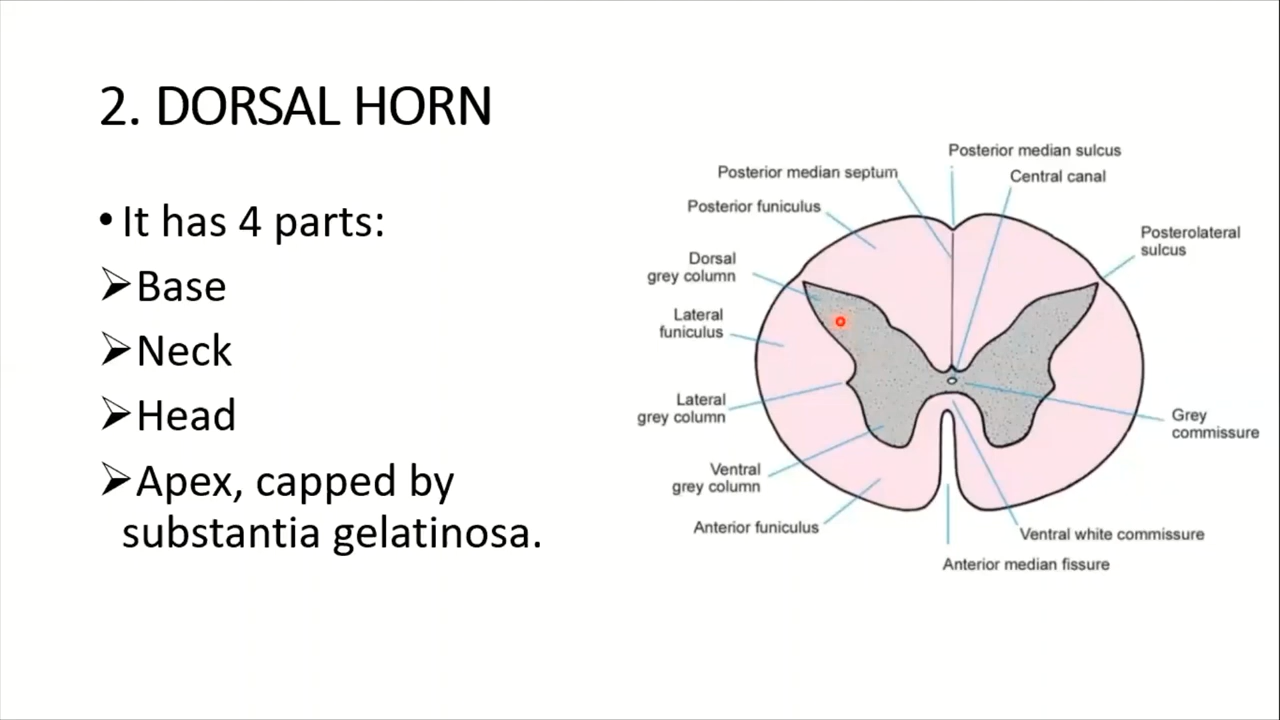 2. DORSAL HORN
• It has 4 parts:
➢Base
➢Neck
➢Head
➢Apex, capped by
substantia gelatinosa.
Posterior median sulcus
Posterior median septum
Central canal
Posterior funiculus
Posterolateral
sulcus
Dorsal
grey column
Lateral
funiculus
Lateral
grey column
Grey
commissure
Ventral
grey column
Anterior funiculus
Ventral white commissure
Anterior median fissure